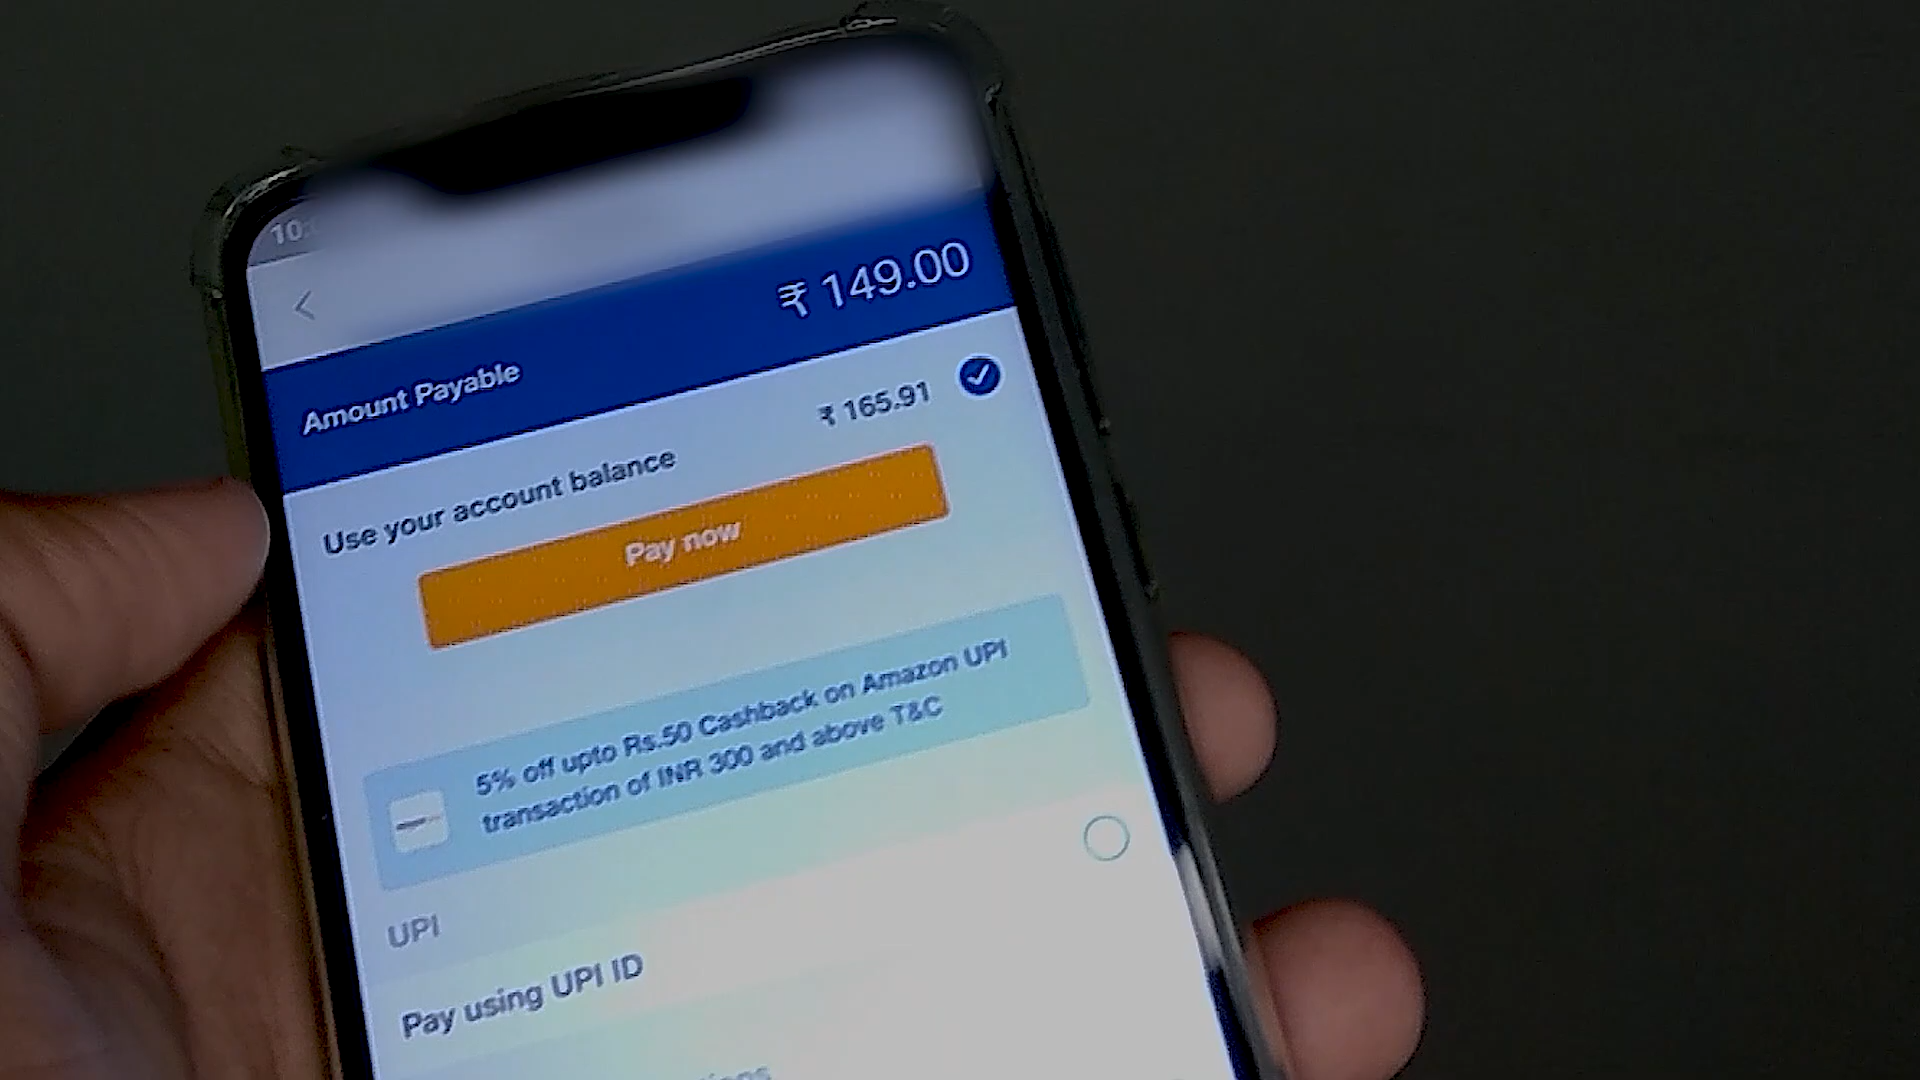 10:
₹ 149.00
Amount Payable
₹ 165.91
Use your account balance
Pay now
5% off upto Rs.50 Cashback on Amazon UPI
transaction of INR 300 and above T&C
UPI
Pay using UPI ID